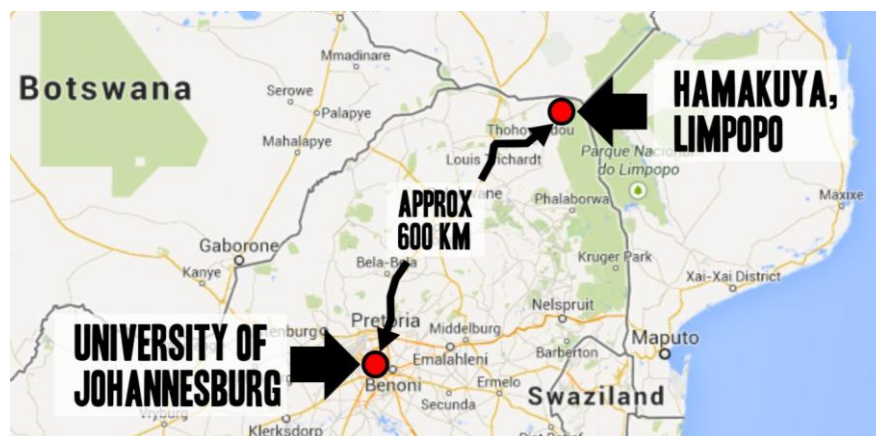 Mmadinare
Botswana
Serowe
Palapye
HAMAKUYA,
LIMPOPO
Mahalapye
Louis Trichardt
Parque
do Limpopo
APPROX
600 KM
Phalaborwa
Maxixe
Gaborone
Kanye
Bela-Bela
Kruger Park
Xai-Xai District
Nelspruit
UNIVERSITY OF
JOHANNESBURG
Pretoria
Middelburg
Maputo
Emalahleni
Barberton
Benoni
Ermelo
Secunda
Swaziland
Klerksdorp